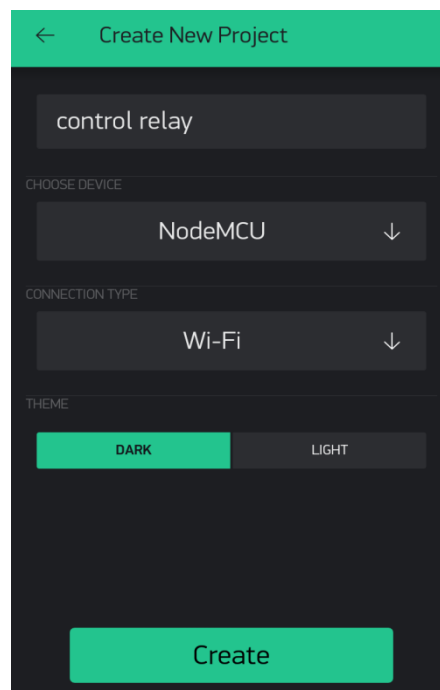 Create New Project
control relay
CHOOSE DEVICE
NodeMCU
CONNECTION TYPE
Wi-Fi
THEME
DARK LIGHT
Create